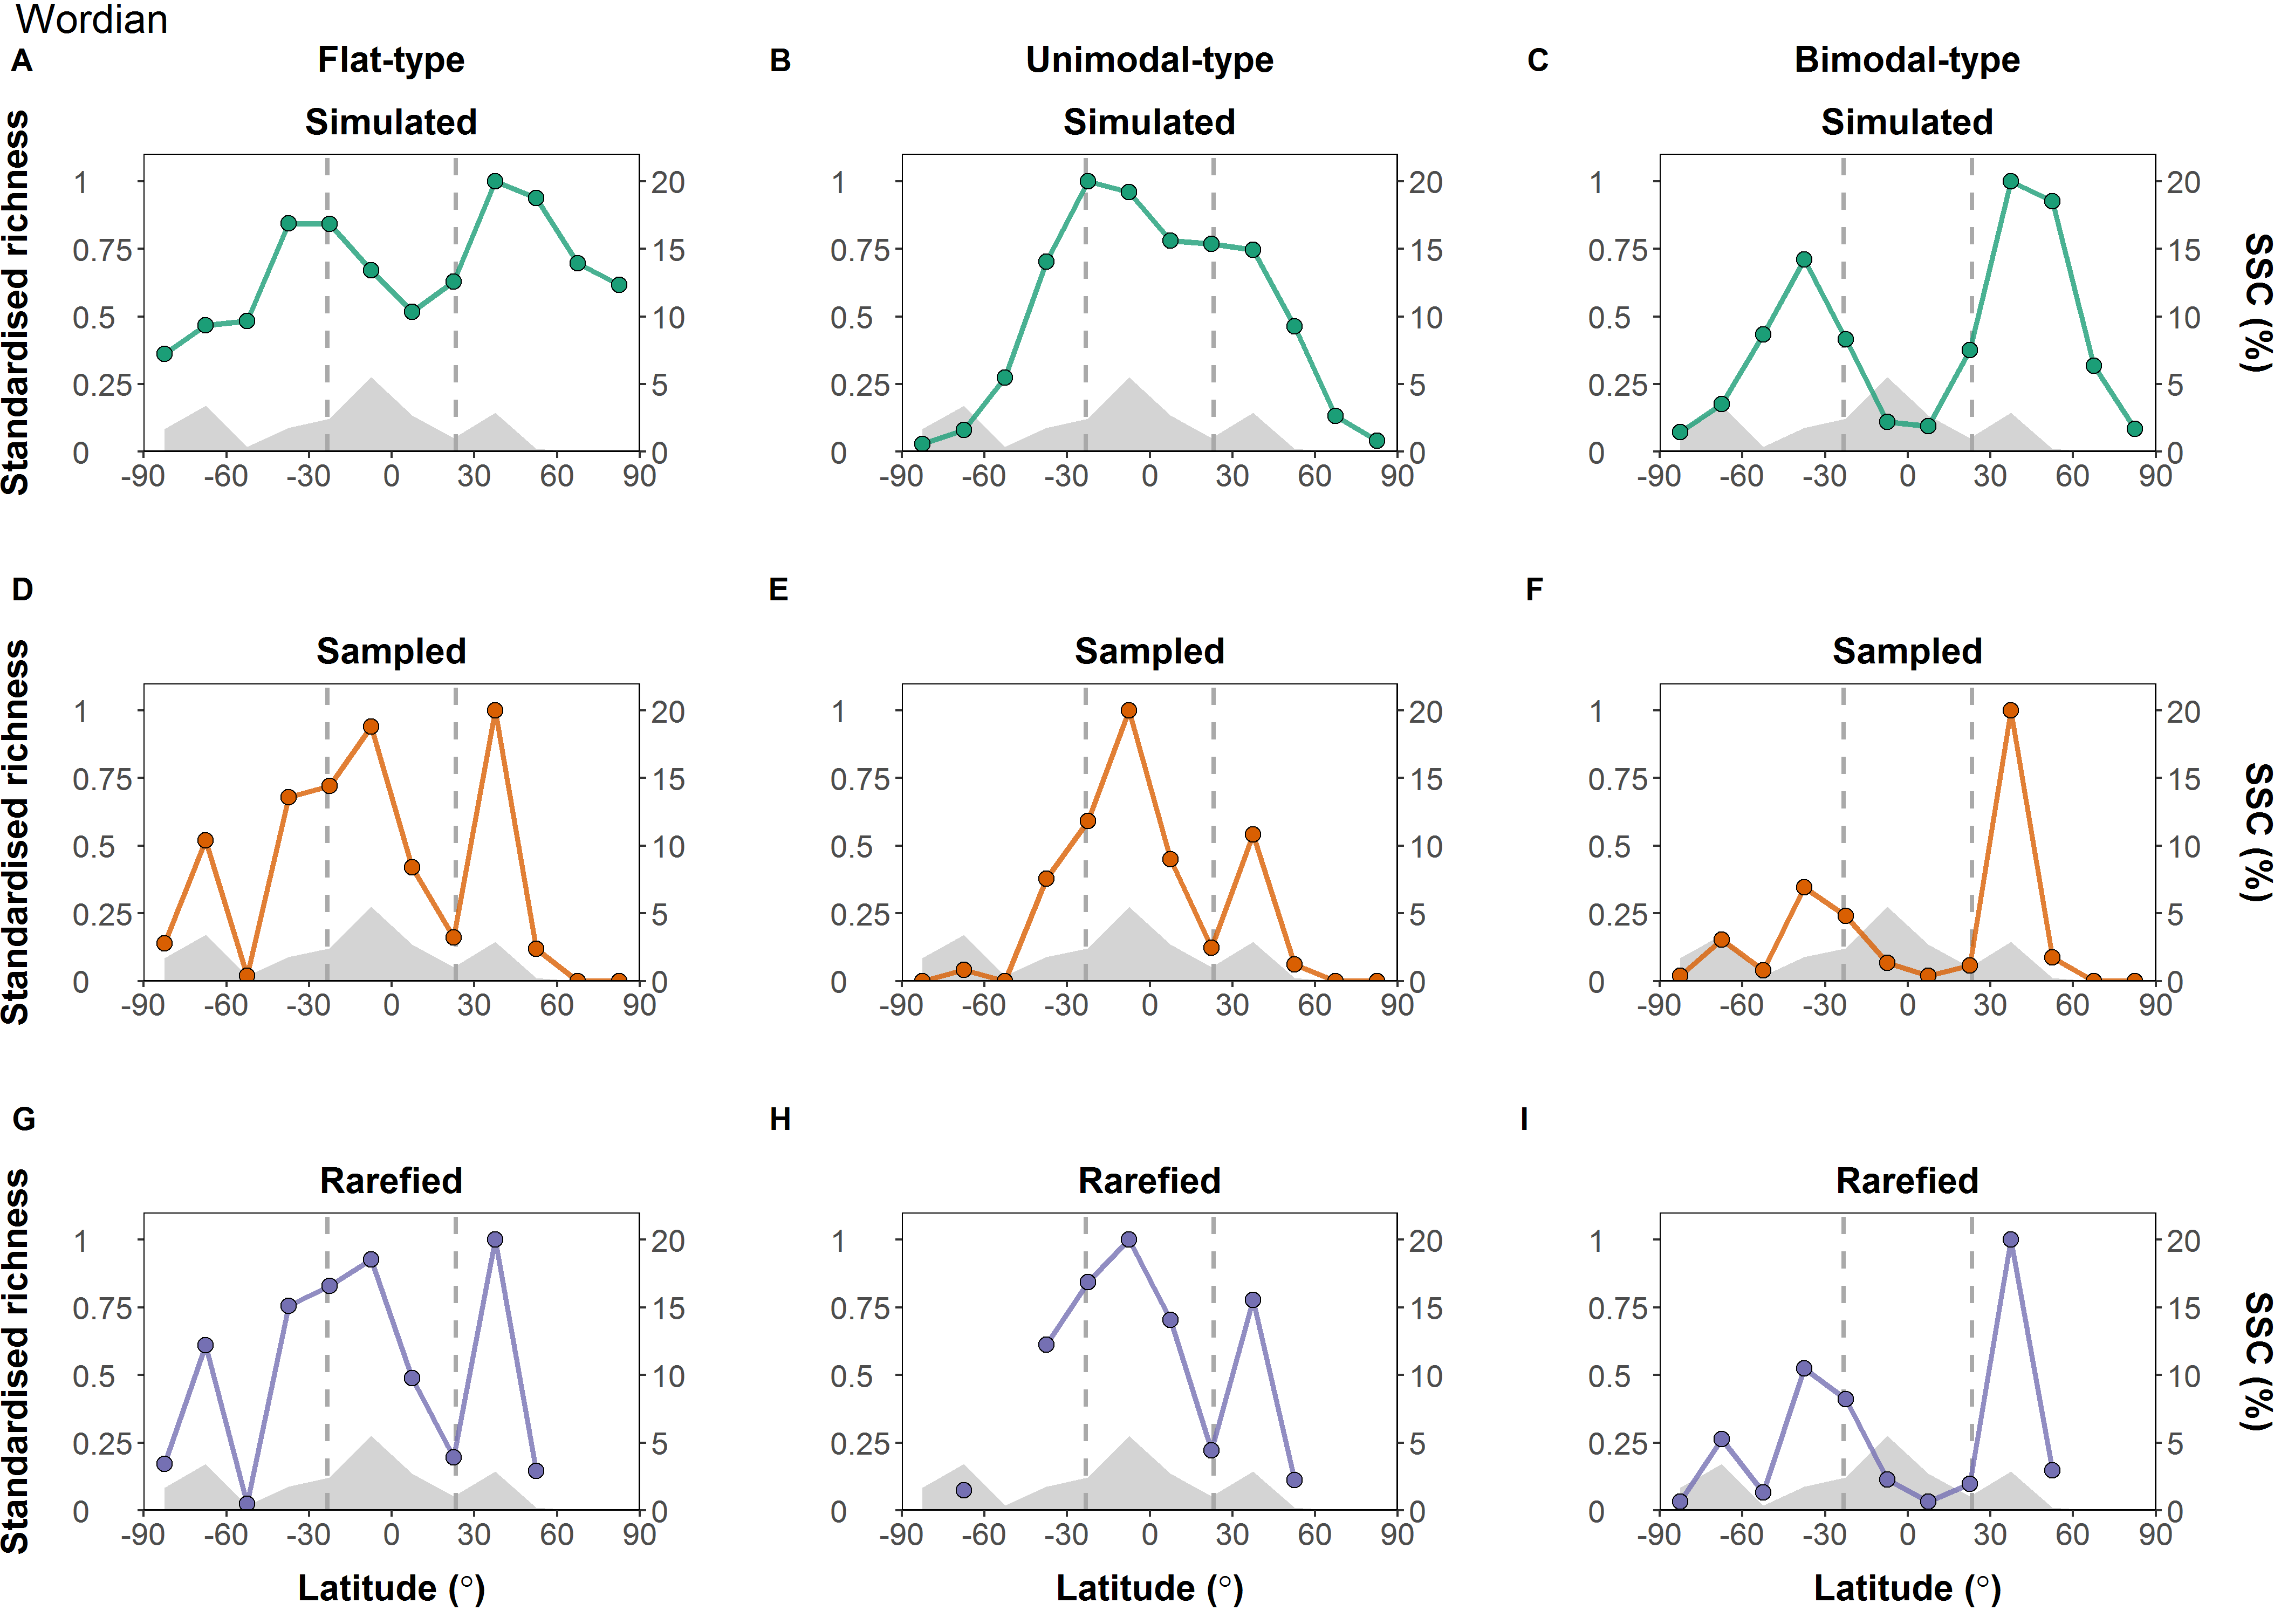 Wordian
A Flat-type B Unimodal-type C Bimodal-type
Simulated Simulated Simulated
Standardised richness
1 0.75 0.5 0.25 0
20 15 10 5 0
-90 -60 -30 0 30 60 90
1 0.75 0.5 0.25 0
20 15 10 5 0
-90 -60 -30 0 30 60 90
1 0.75 0.5 0.25 0
20 15 10 5 0
-90 -60 -30 0 30 60 90
SSC (%)
D E F
Sampled Sampled Sampled
Standardised richness
1 0.75 0.5 0.25 0
20 15 10 5 0
-90 -60 -30 0 30 60 90
1 0.75 0.5 0.25 0
20 15 10 5 0
-90 -60 -30 0 30 60 90
1 0.75 0.5 0.25 0
20 15 10 5 0
-90 -60 -30 0 30 60 90
SSC (%)
G H I
Rarefied Rarefied Rarefied
Standardised richness
1 0.75 0.5 0.25 0
20 15 10 5 0
-90 -60 -30 0 30 60 90
1 0.75 0.5 0.25 0
20 15 10 5 0
-90 -60 -30 0 30 60 90
1 0.75 0.5 0.25 0
20 15 10 5 0
-90 -60 -30 0 30 60 90
SSC (%)
Latitude (°) Latitude (°) Latitude (°)